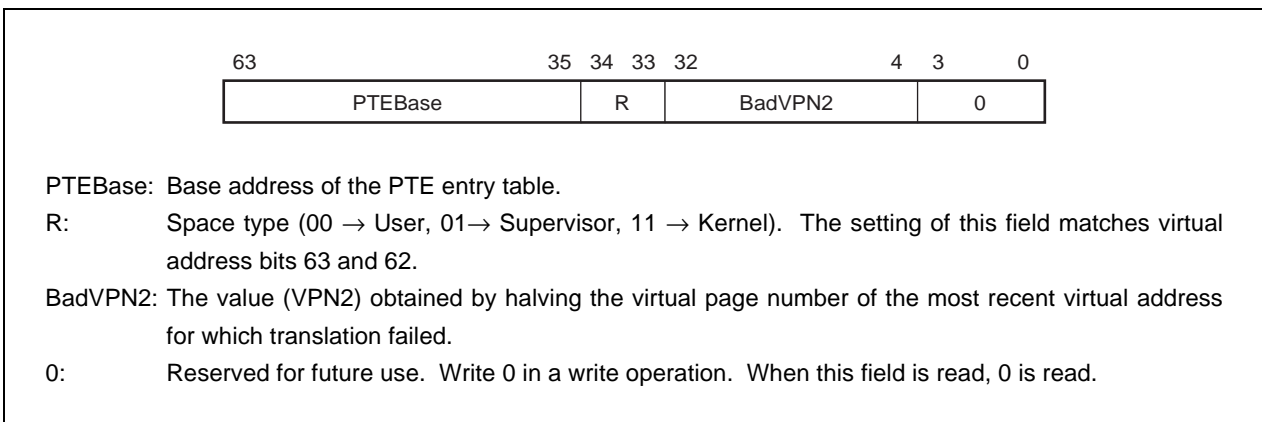 63 35 34 33 32 4 3 0
PTEBase R BadVPN2 0
PTEBase: Base address of the PTE entry table.
R: Space type (00 → User, 01→ Supervisor, 11 → Kernel). The setting of this field matches virtual
address bits 63 and 62.
BadVPN2: The value (VPN2) obtained by halving the virtual page number of the most recent virtual address
for which translation failed.
0: Reserved for future use. Write 0 in a write operation. When this field is read, 0 is read.